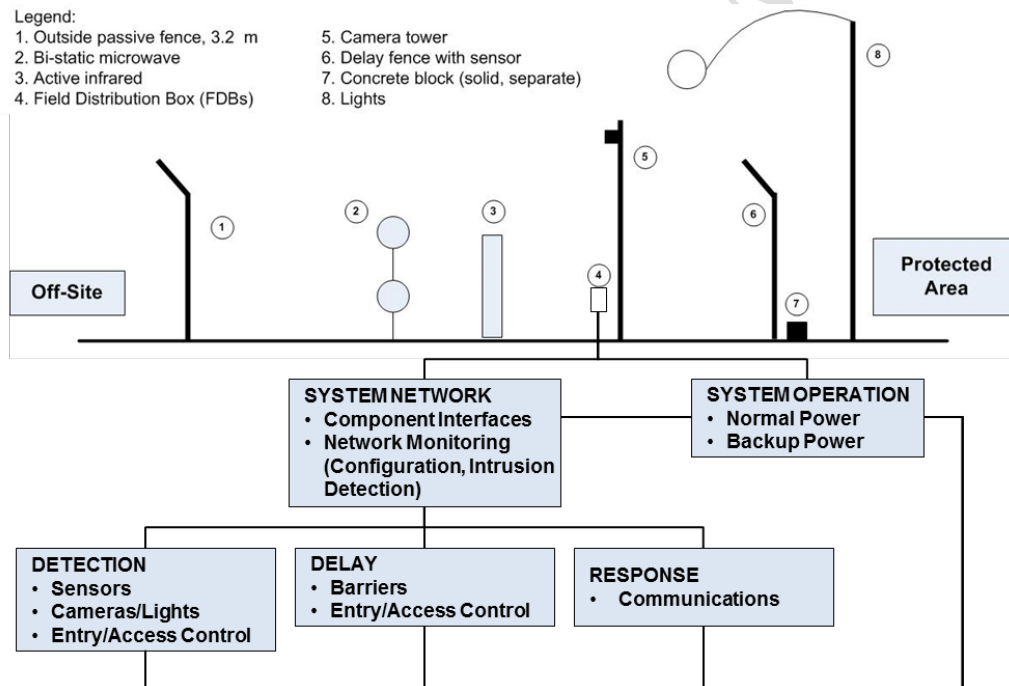 Legend:
1. Outside passive fence, 3.2 m
2. Bi-static microwave
3. Active infrared
4. Field Distribution Box (FDBs)
5. Camera tower
6. Delay fence with sensor
7. Concrete block (solid, separate)
8. Lights
1
2
3
4
5
6
7
8
Off-Site
Protected
Area
SYSTEM NETWORK
• Component Interfaces
• Network Monitoring
(Configuration, Intrusion
Detection)
SYSTEM OPERATION
• Normal Power
• Backup Power
DETECTION
• Sensors
• Cameras/Lights
• Entry/Access Control
DELAY
• Barriers
• Entry/Access Control
RESPONSE
• Communications